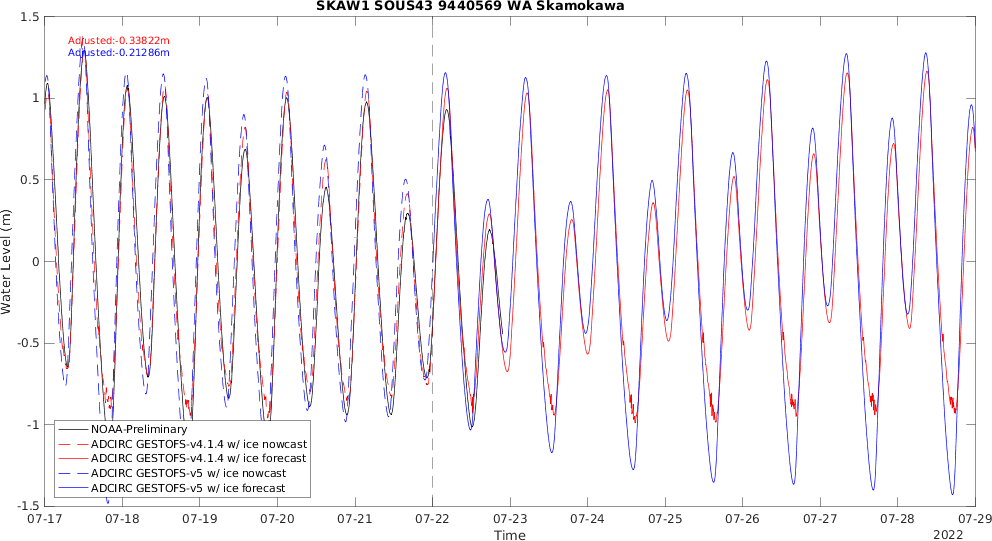 SKAW1 SOUS43 9440569 WA Skamokawa
1.5
1
0.5
0
-0.5
-1
-1.5
Water Level (m)
Adjusted:-0.33822m
Adjusted:-0.21286m
NOAA-Preliminary
ADCIRC GESTOFS-v4.1.4 w/ ice nowcast
ADCIRC GESTOFS-v4.1.4 w/ ice forecast
ADCIRC GESTOFS-v5 w/ ice nowcast
ADCIRC GESTOFS-v5 w/ ice forecast
07-17 07-18 07-19 07-20 07-21 07-22 07-23 07-24 07-25 07-26 07-27 07-28 07-29
Time
2022